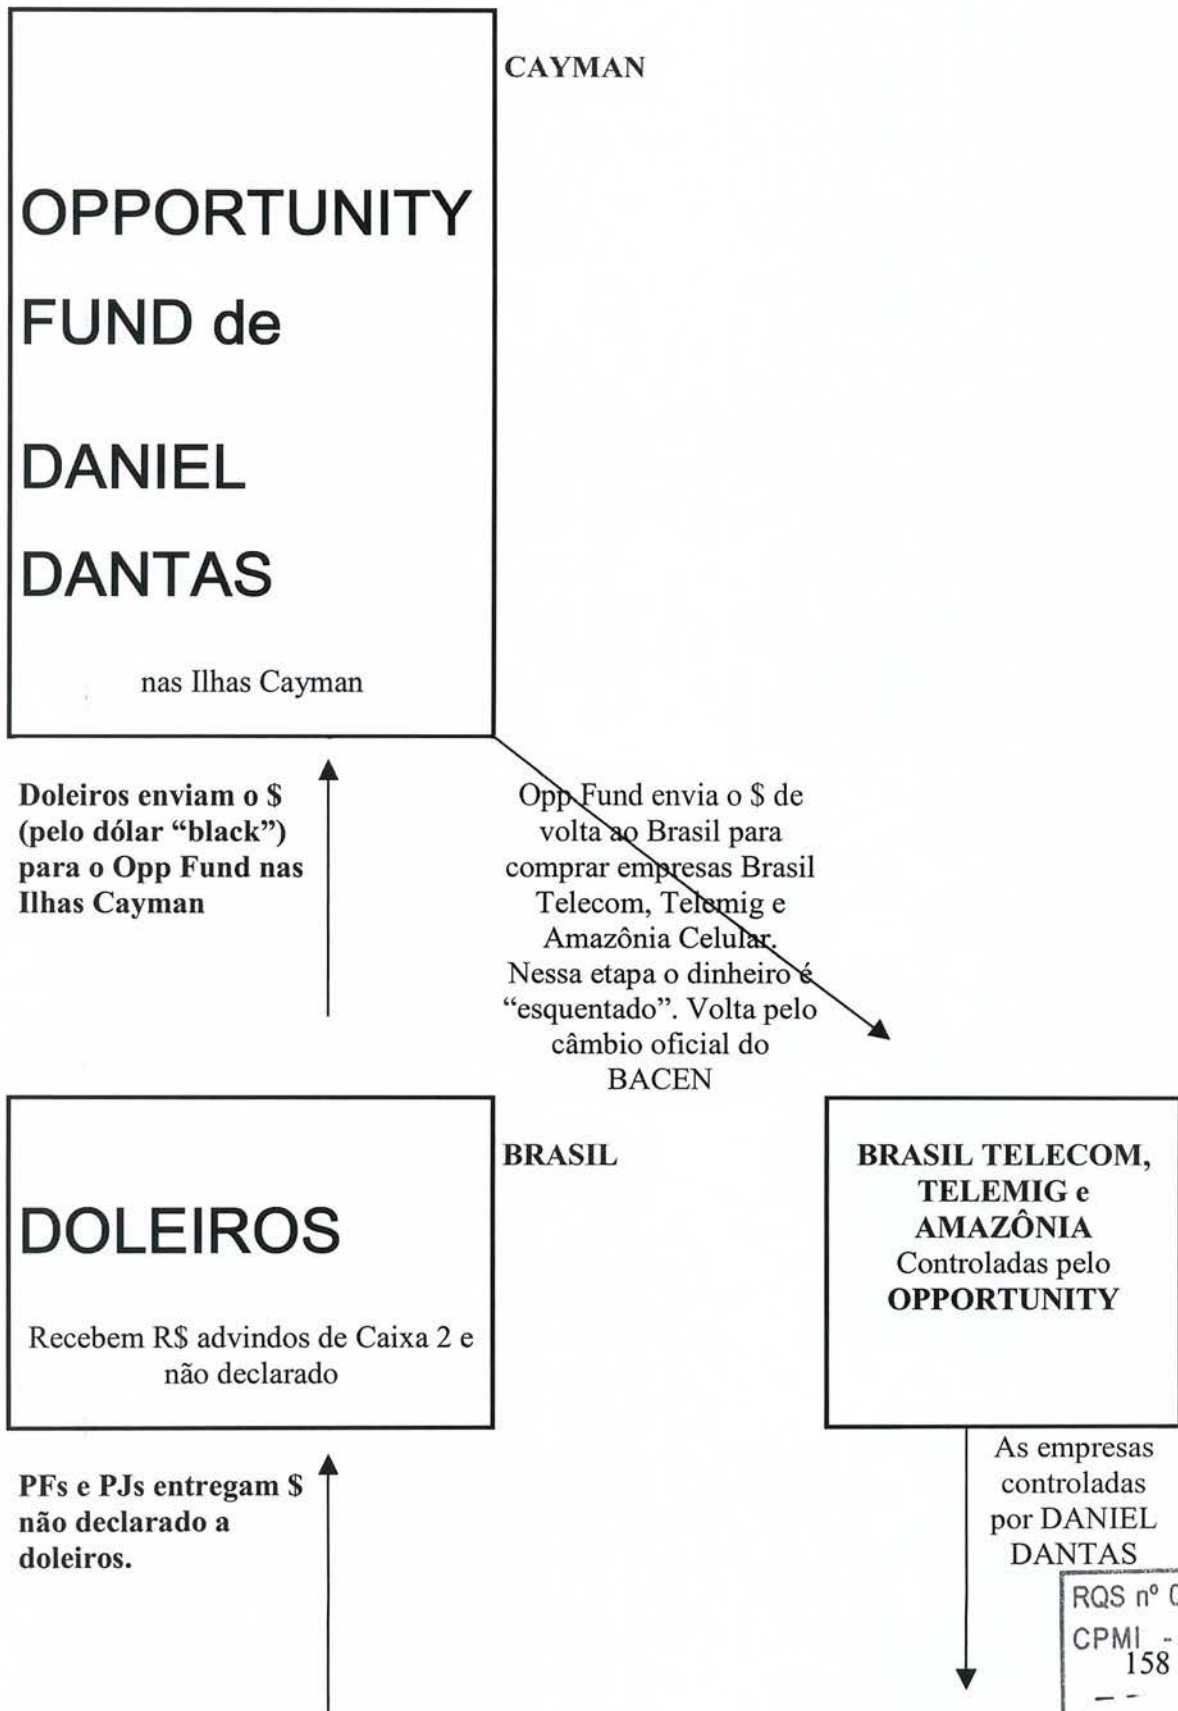 CAYMAN
OPPORTUNITY
FUND de
DANIEL
DANTAS
nas Ilhas Cayman
Doleiros enviam o $
(pelo dólar “black”)
para o Opp Fund nas
Ilhas Cayman
Opp Fund envia o $ de
volta ao Brasil para
comprar empresas Brasil
Telecom, Telemig e
Amazônia Celular.
Nessa etapa o dinheiro é
“esquentado”. Volta pelo
câmbio oficial do
BACEN
BRASIL
DOLEIROS
Recebem R$ advindos de Caixa 2 e
não declarado
BRASIL TELECOM,
TELEMIG e
AMAZÔNIA
Controladas pelo
OPPORTUNITY
PFs e PJs entregam $
não declarado a
doleiros.
As empresas
controladas
por DANIEL
DANTAS
RQS nº
CPMI -
158